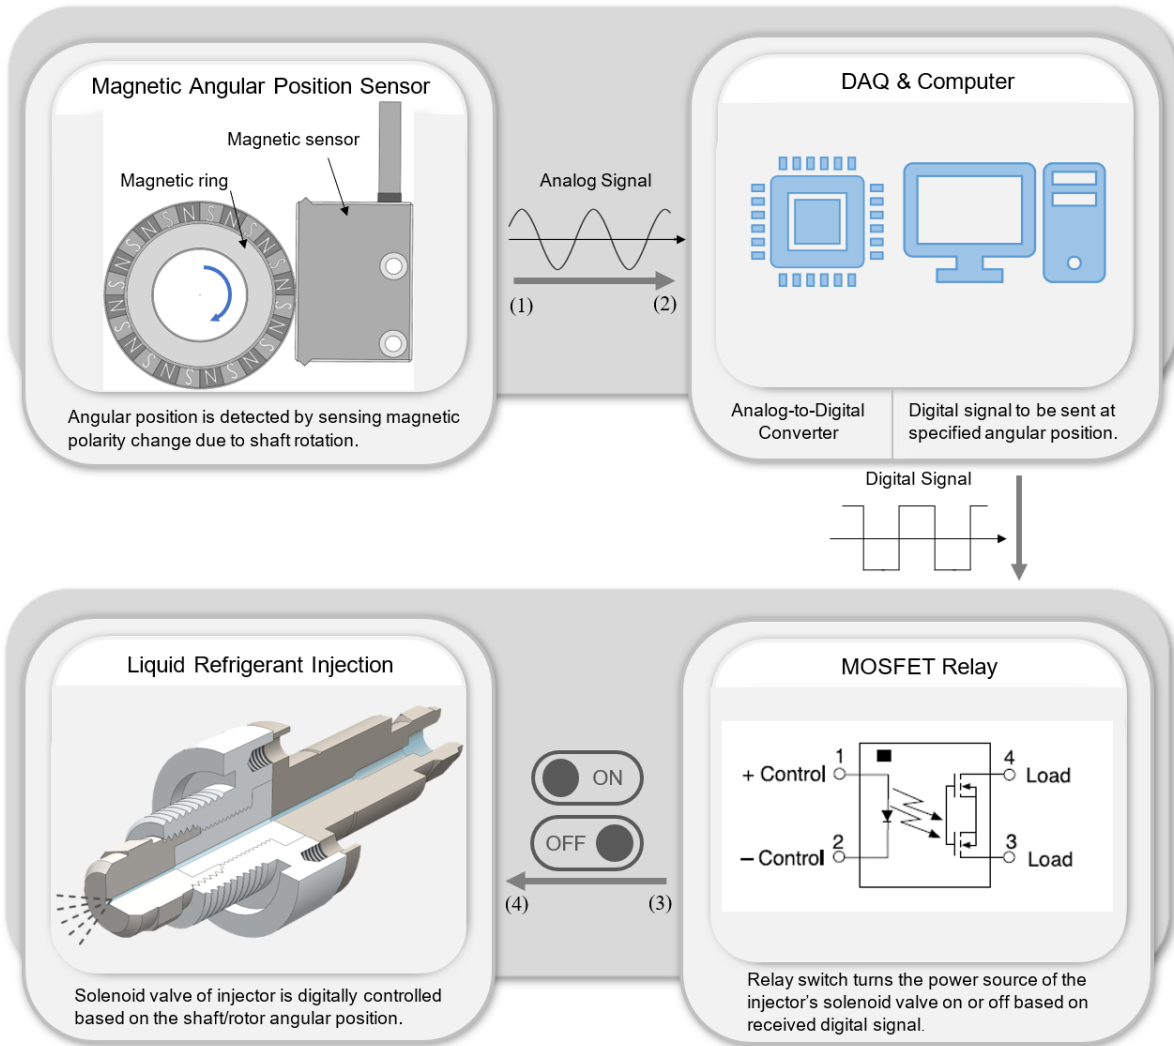 Magnetic Angular Position Sensor
Magnetic sensor
Magnetic ring
S N S N S N S N S N S N S N S N S N S N S N S N
Angular position is detected by sensing magnetic
polarity change due to shaft rotation.
Analog Signal
(1)
(2)
DAQ & Computer
Analog-to-Digital
Converter
Digital signal to be sent at
specified angular position.
Digital Signal
Liquid Refrigerant Injection
Solenoid valve of injector is digitally controlled
based on the shaft/rotor angular position.
ON
OFF
(4)
(3)
MOSFET Relay
1
+ Control
2
– Control
4
Load
3
Load
Relay switch turns the power source of the
injector's solenoid valve on or off based on
received digital signal.